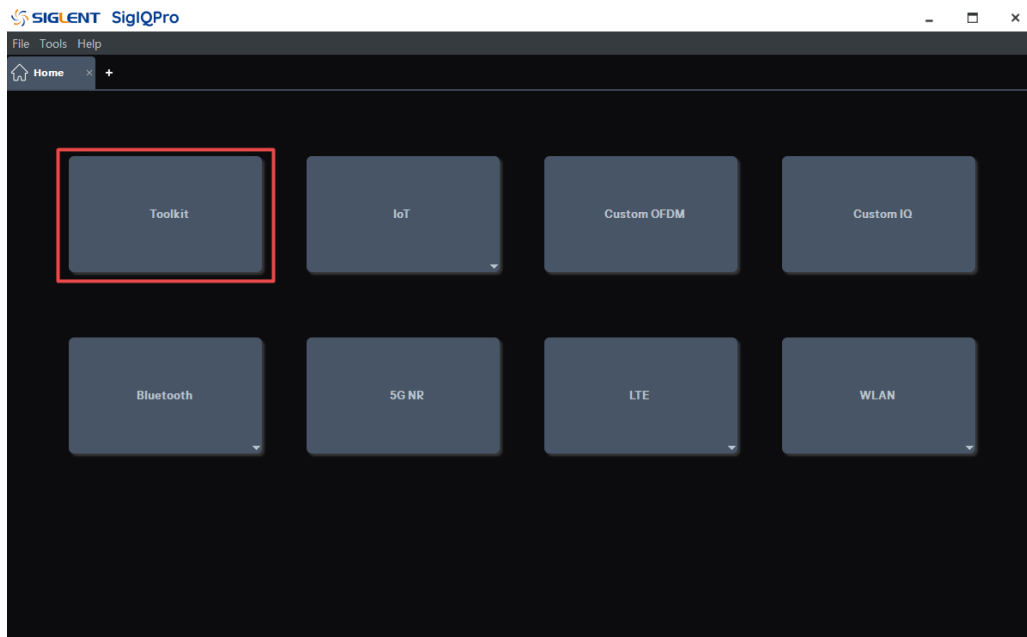 SIGLENT SigIQPro
File Tools Help
Home × +
Toolkit IoT Custom OFDM Custom IQ
Bluetooth 5G NR LTE WLAN